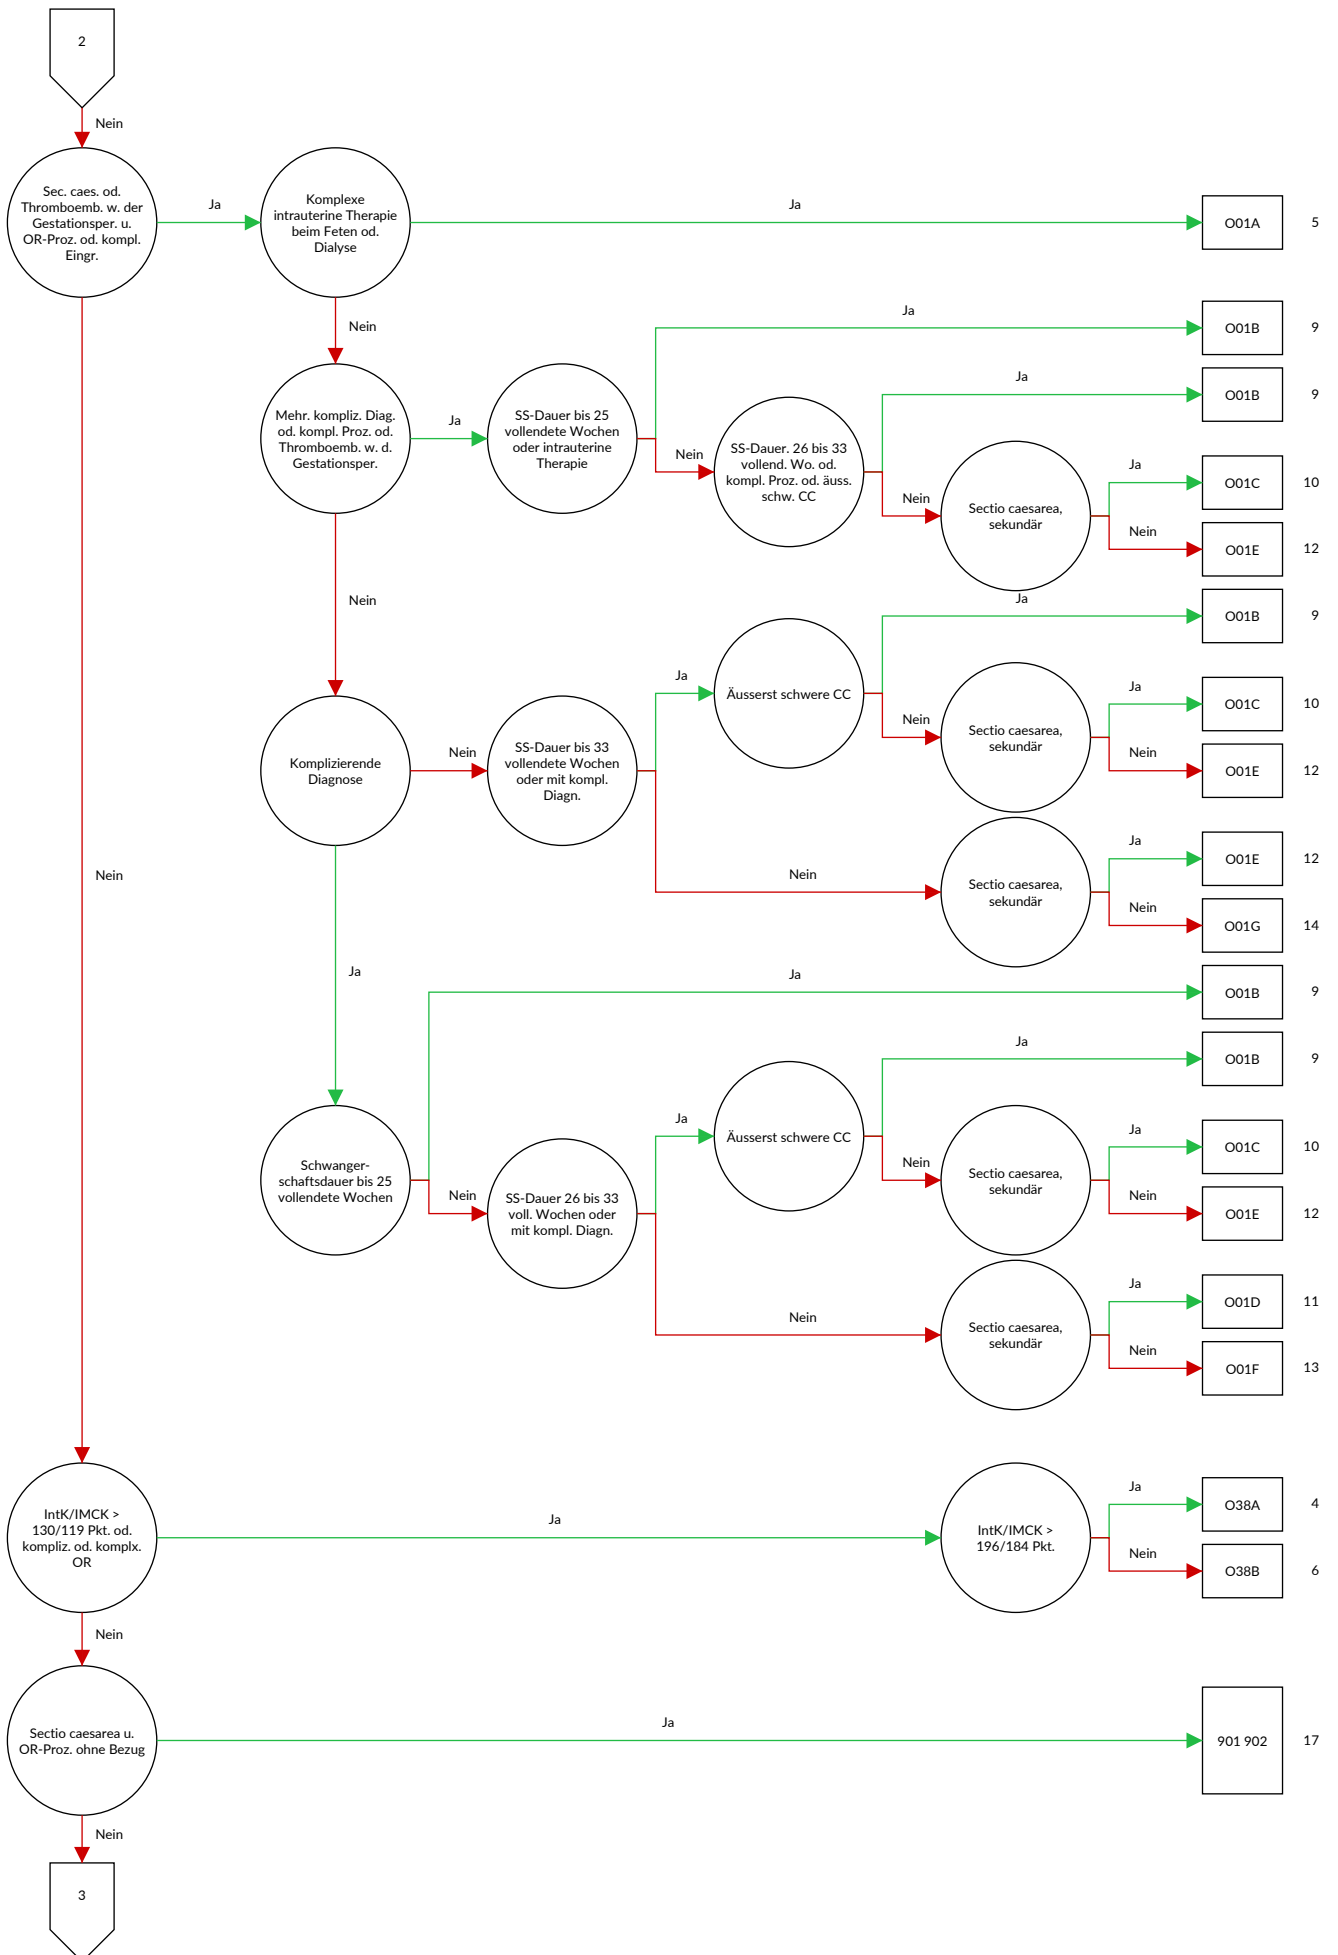 2
Nein
Sec. caes. od.
Thromboemb. w. der
Gestationsper. u.
OR-Proz. od. kompl.
Eingr.
Ja
Komplexe
intrauterine Therapie
beim Feten od.
Dialyse
Ja
O01A
5
Nein
Ja
O01B
9
Mehr. kompliz. Diag.
od. kompl. Proz. od.
Thromboemb. w. d.
Gestationsper.
Ja
SS-Dauer bis 25
vollendete Wochen
oder intrauterine
Therapie
Nein
SS-Dauer. 26 bis 33
vollend. Wo. od.
kompl. Proz. od. äuss.
schw. CC
Ja
O01B
9
Nein
Sectio caesarea,
sekundär
Ja
O01C
10
Nein
O01E
12
Nein
Komplizierende
Diagnose
Nein
SS-Dauer bis 33
vollendete Wochen
oder mit kompl.
Diagn.
Ja
Äusserst schwere CC
Ja
O01B
9
Nein
Sectio caesarea,
sekundär
Ja
O01C
10
Nein
O01E
12
Nein
Sectio caesarea,
sekundär
Ja
O01E
12
Nein
O01G
14
Nein
Ja
Schwanger-
schaftsdauer bis 25
vollendete Wochen
Ja
O01B
9
Nein
SS-Dauer 26 bis 33
voll. Wochen oder
mit kompl. Diagn.
Ja
Äusserst schwere CC
Ja
O01B
9
Nein
Sectio caesarea,
sekundär
Ja
O01C
10
Nein
O01E
12
Nein
Sectio caesarea,
sekundär
Ja
O01D
11
Nein
O01F
13
IntK/IMCK >
130/119 Pkt. od.
kompliz. od. komplx.
OR
Ja
IntK/IMCK >
196/184 Pkt.
Ja
O38A
4
Nein
O38B
6
Nein
Sectio caesarea u.
OR-Proz. ohne Bezug
Ja
901 902
17
Nein
3